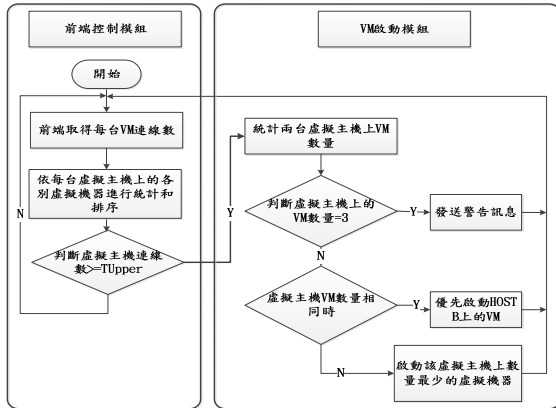 前端控制模組
開始
前端取得每台VM連線數
依每台虛擬主機上的各
別虛擬機器進行統計和
排序
N
判斷虛擬主機連線
數>=TUpper
Y
VM啟動模組
統計兩台虛擬主機上VM
數量
判斷虛擬主機上的
VM數量=3
Y
發送警告訊息
N
虛擬主機VM數量相
同時
Y
優先啟動HOST
B上的VM
N
啟動該虛擬主機上數
量最少的虛擬機器